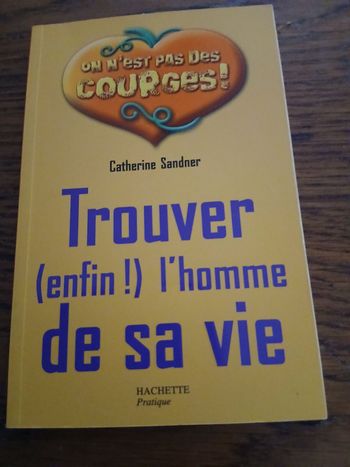 ON N'EST PAS DES
COURGES!
Catherine Sandner
Trouver
(enfin !) l'homme
de sa vie
HACHETTE
Pratique